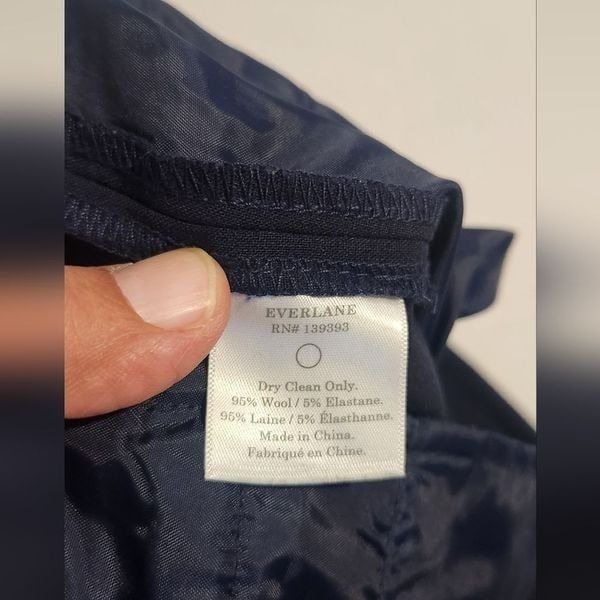 EVERLANE
RN# 139393
Dry Clean Only.
95% Wool / 5% Elastane.
95% Laine / 5% Élasthanne.
Made in China.
Fabriqué en Chine.